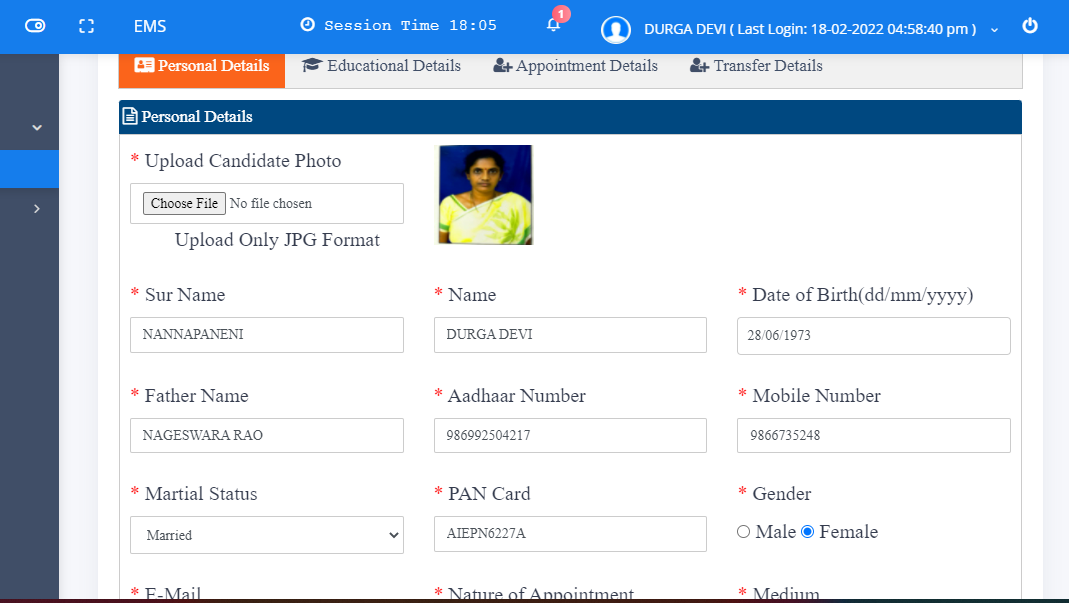 EMS Session Time 18:05 1 DURGA DEVI ( Last Login: 18-02-2022 04:58:40 pm )
Personal Details Educational Details Appointment Details Transfer Details
Personal Details
* Upload Candidate Photo
Choose File No file chosen
Upload Only JPG Format
* Sur Name * Name * Date of Birth(dd/mm/yyyy)
NANNAPANENI DURGA DEVI 28/06/1973
* Father Name * Aadhaar Number * Mobile Number
NAGESWARA RAO 986992504217 9866735248
* Martial Status * PAN Card * Gender
Married AIEPN6227A Male Female
* E-Mail * Nature of Appointment * Medium